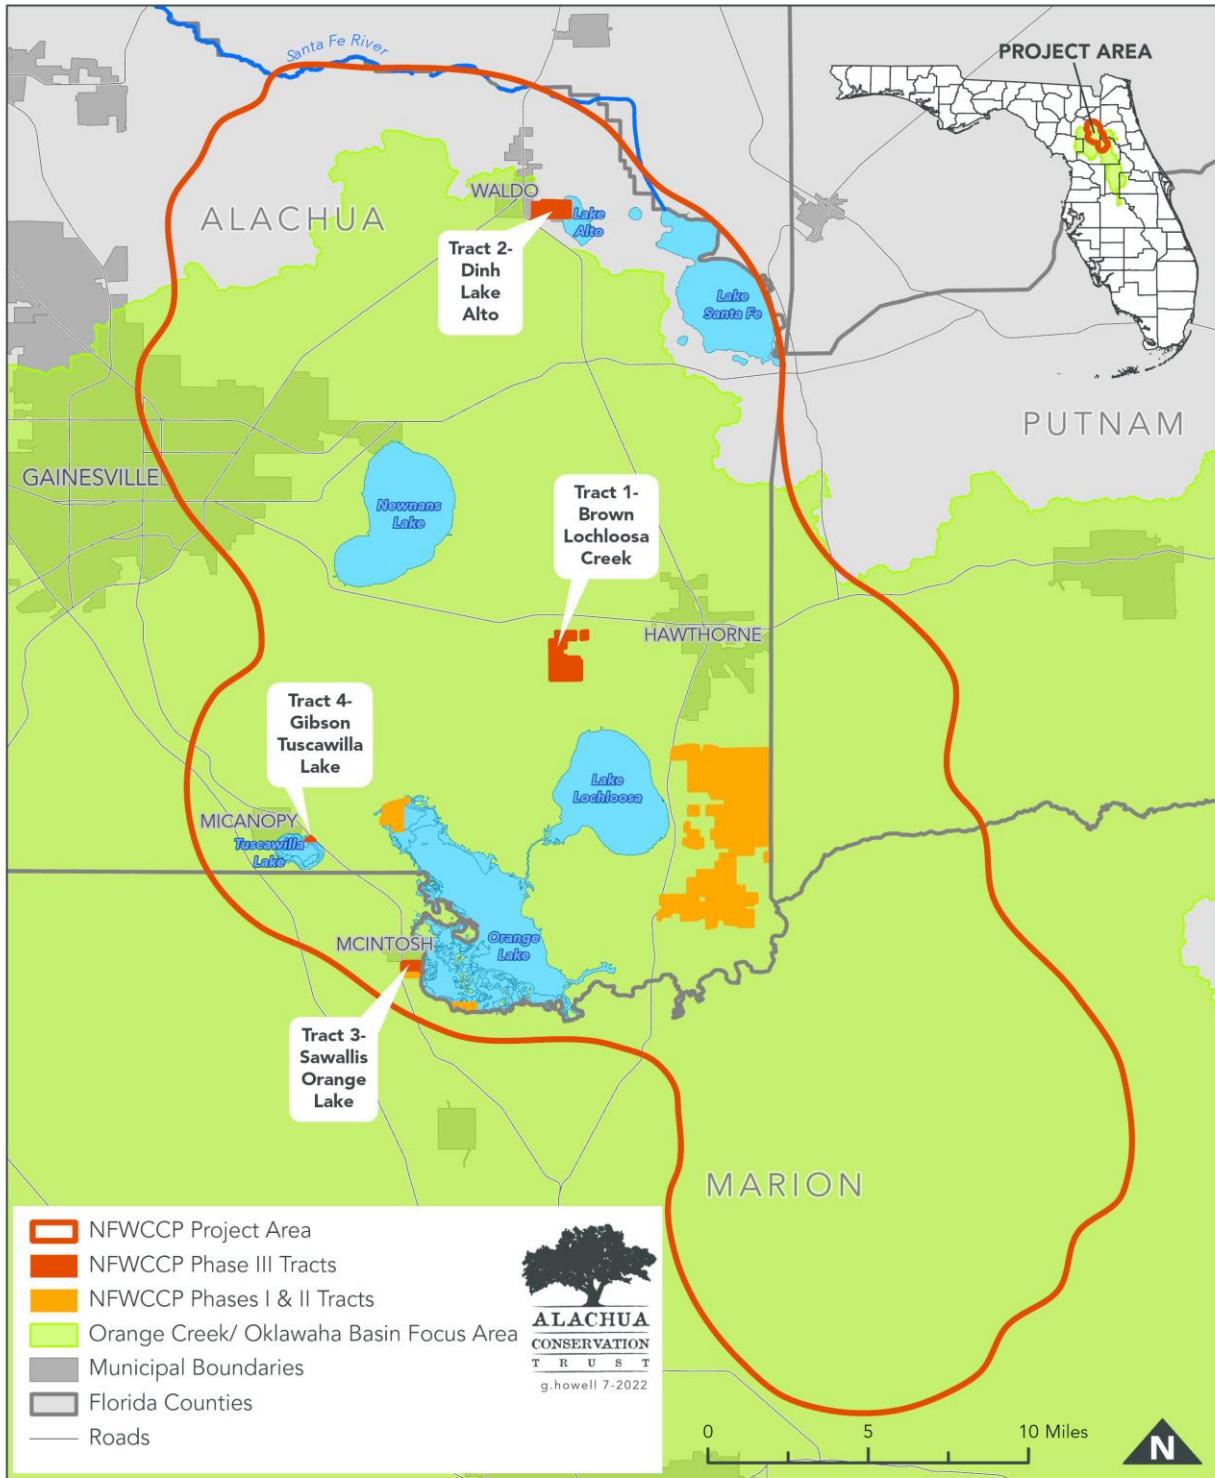 Santa Fe River
PROJECT AREA
WALDO
ALACHUA
Lake
Alto
Tract 2-
Dinh
Lake
Alto
Lake
Santa Fe
PUTNAM
GAINESVILLE
Newnans
Lake
Tract 1-
Brown
Lochloosa
Creek
HAWTHORNE
Tract 4-
Gibson
Tuscawilla
Lake
Lake
Lochloosa
MICANOPY
Tuscawilla
Lake
MCINTOSH
Orange
Lake
Tract 3-
Sawallis
Orange
Lake
MARION
NFWCCP Project Area
NFWCCP Phase III Tracts
NFWCCP Phases I & II Tracts
Orange Creek/ Oklawaha Basin Focus Area
Municipal Boundaries
Florida Counties
Roads
ALACHUA
CONSERVATION
TRUST
g.howell 7-2022
0 5 10 Miles
N